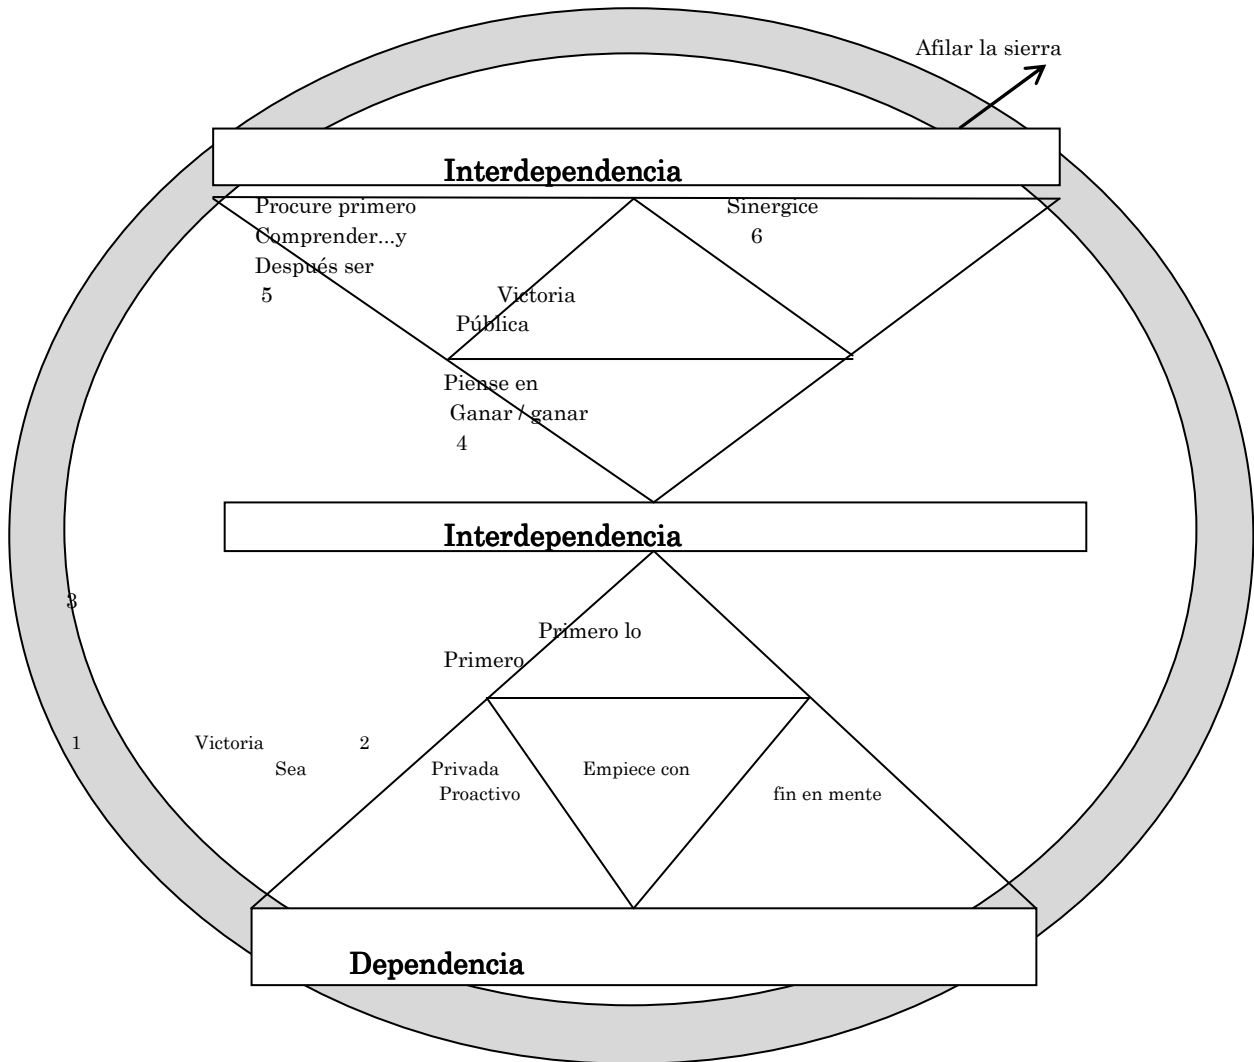 Afilar la sierra
Interdependencia
Procure primero
Comprender...y
Después ser
5
Sinergice
6
Victoria
Pública
Piense en
Ganar / ganar
4
Interdependencia
3
Primero lo
Primero
1 Victoria 2
Sea Privada Empiece con
Proactivo fin en mente
Dependencia